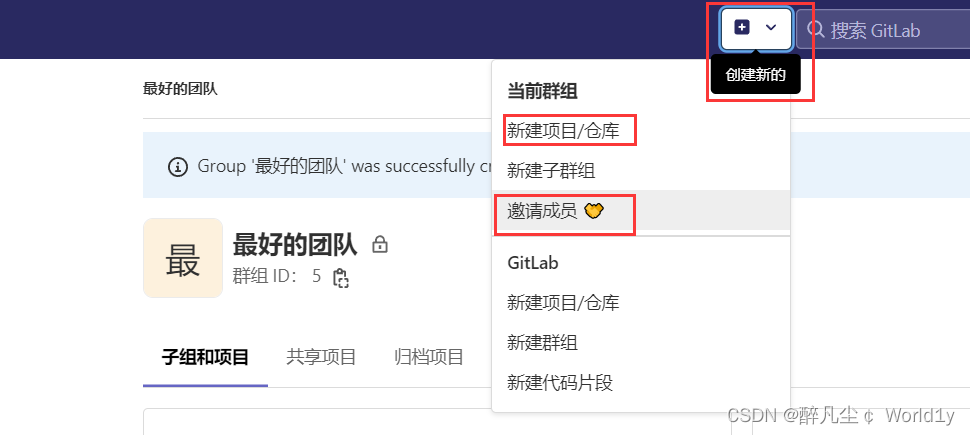 搜索 GitLab
创建新的
最好的团队
当前群组
新建项目/仓库
新建子群组
邀请成员
GitLab
新建项目/仓库
新建群组
新建代码片段
Group '最好的团队' was successfully
最
最好的团队
群组 ID： 5
子组和项目 共享项目 归档项目
CSDN @醉凡尘￠ World1y